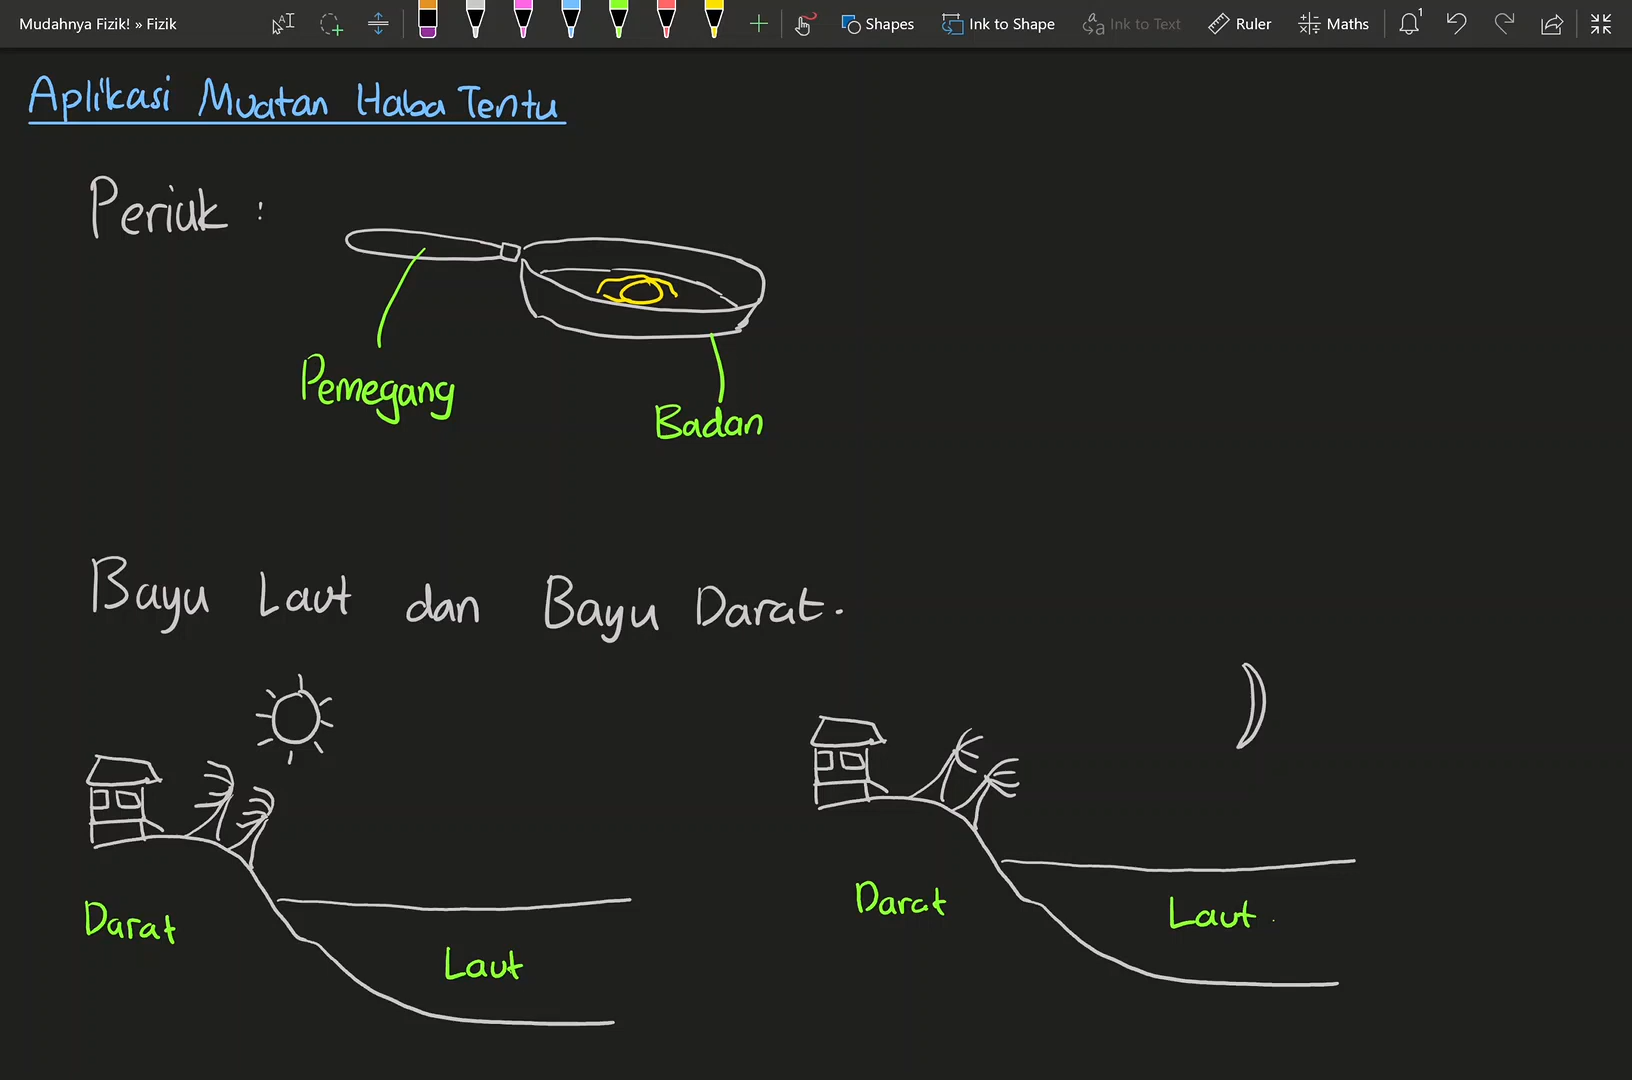 Mudahnya Fizik! » Fizik
Shapes
Ink to Shape
Ink to Text
Ruler
Maths
1
Aplikasi Muatan Haba Tentu
Periuk :
Pemegang
Badan
Bayu Laut dan Bayu Darat.
Darat
Laut
Darat
Laut